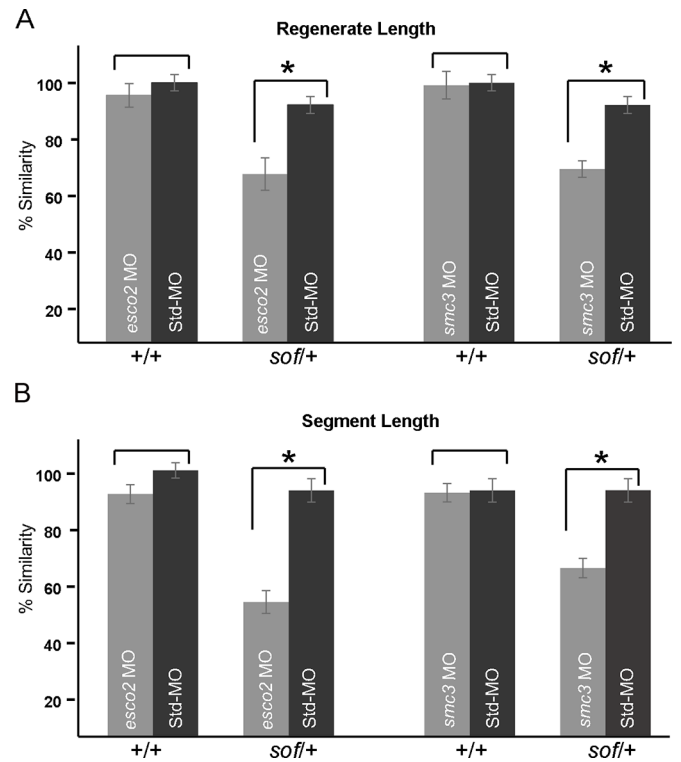 A
Regenerate Length
% Similarity
100
80
60
40
20
* *
esco2 MO
Std-MO
esco2 MO
Std-MO
smc3 MO
Std-MO
smc3 MO
Std-MO
+/+ sof/+ +/+ sof/+
B
Segment Length
% Similarity
100
80
60
40
20
* *
esco2 MO
Std-MO
esco2 MO
Std-MO
smc3 MO
Std-MO
smc3 MO
Std-MO
+/+ sof/+ +/+ sof/+